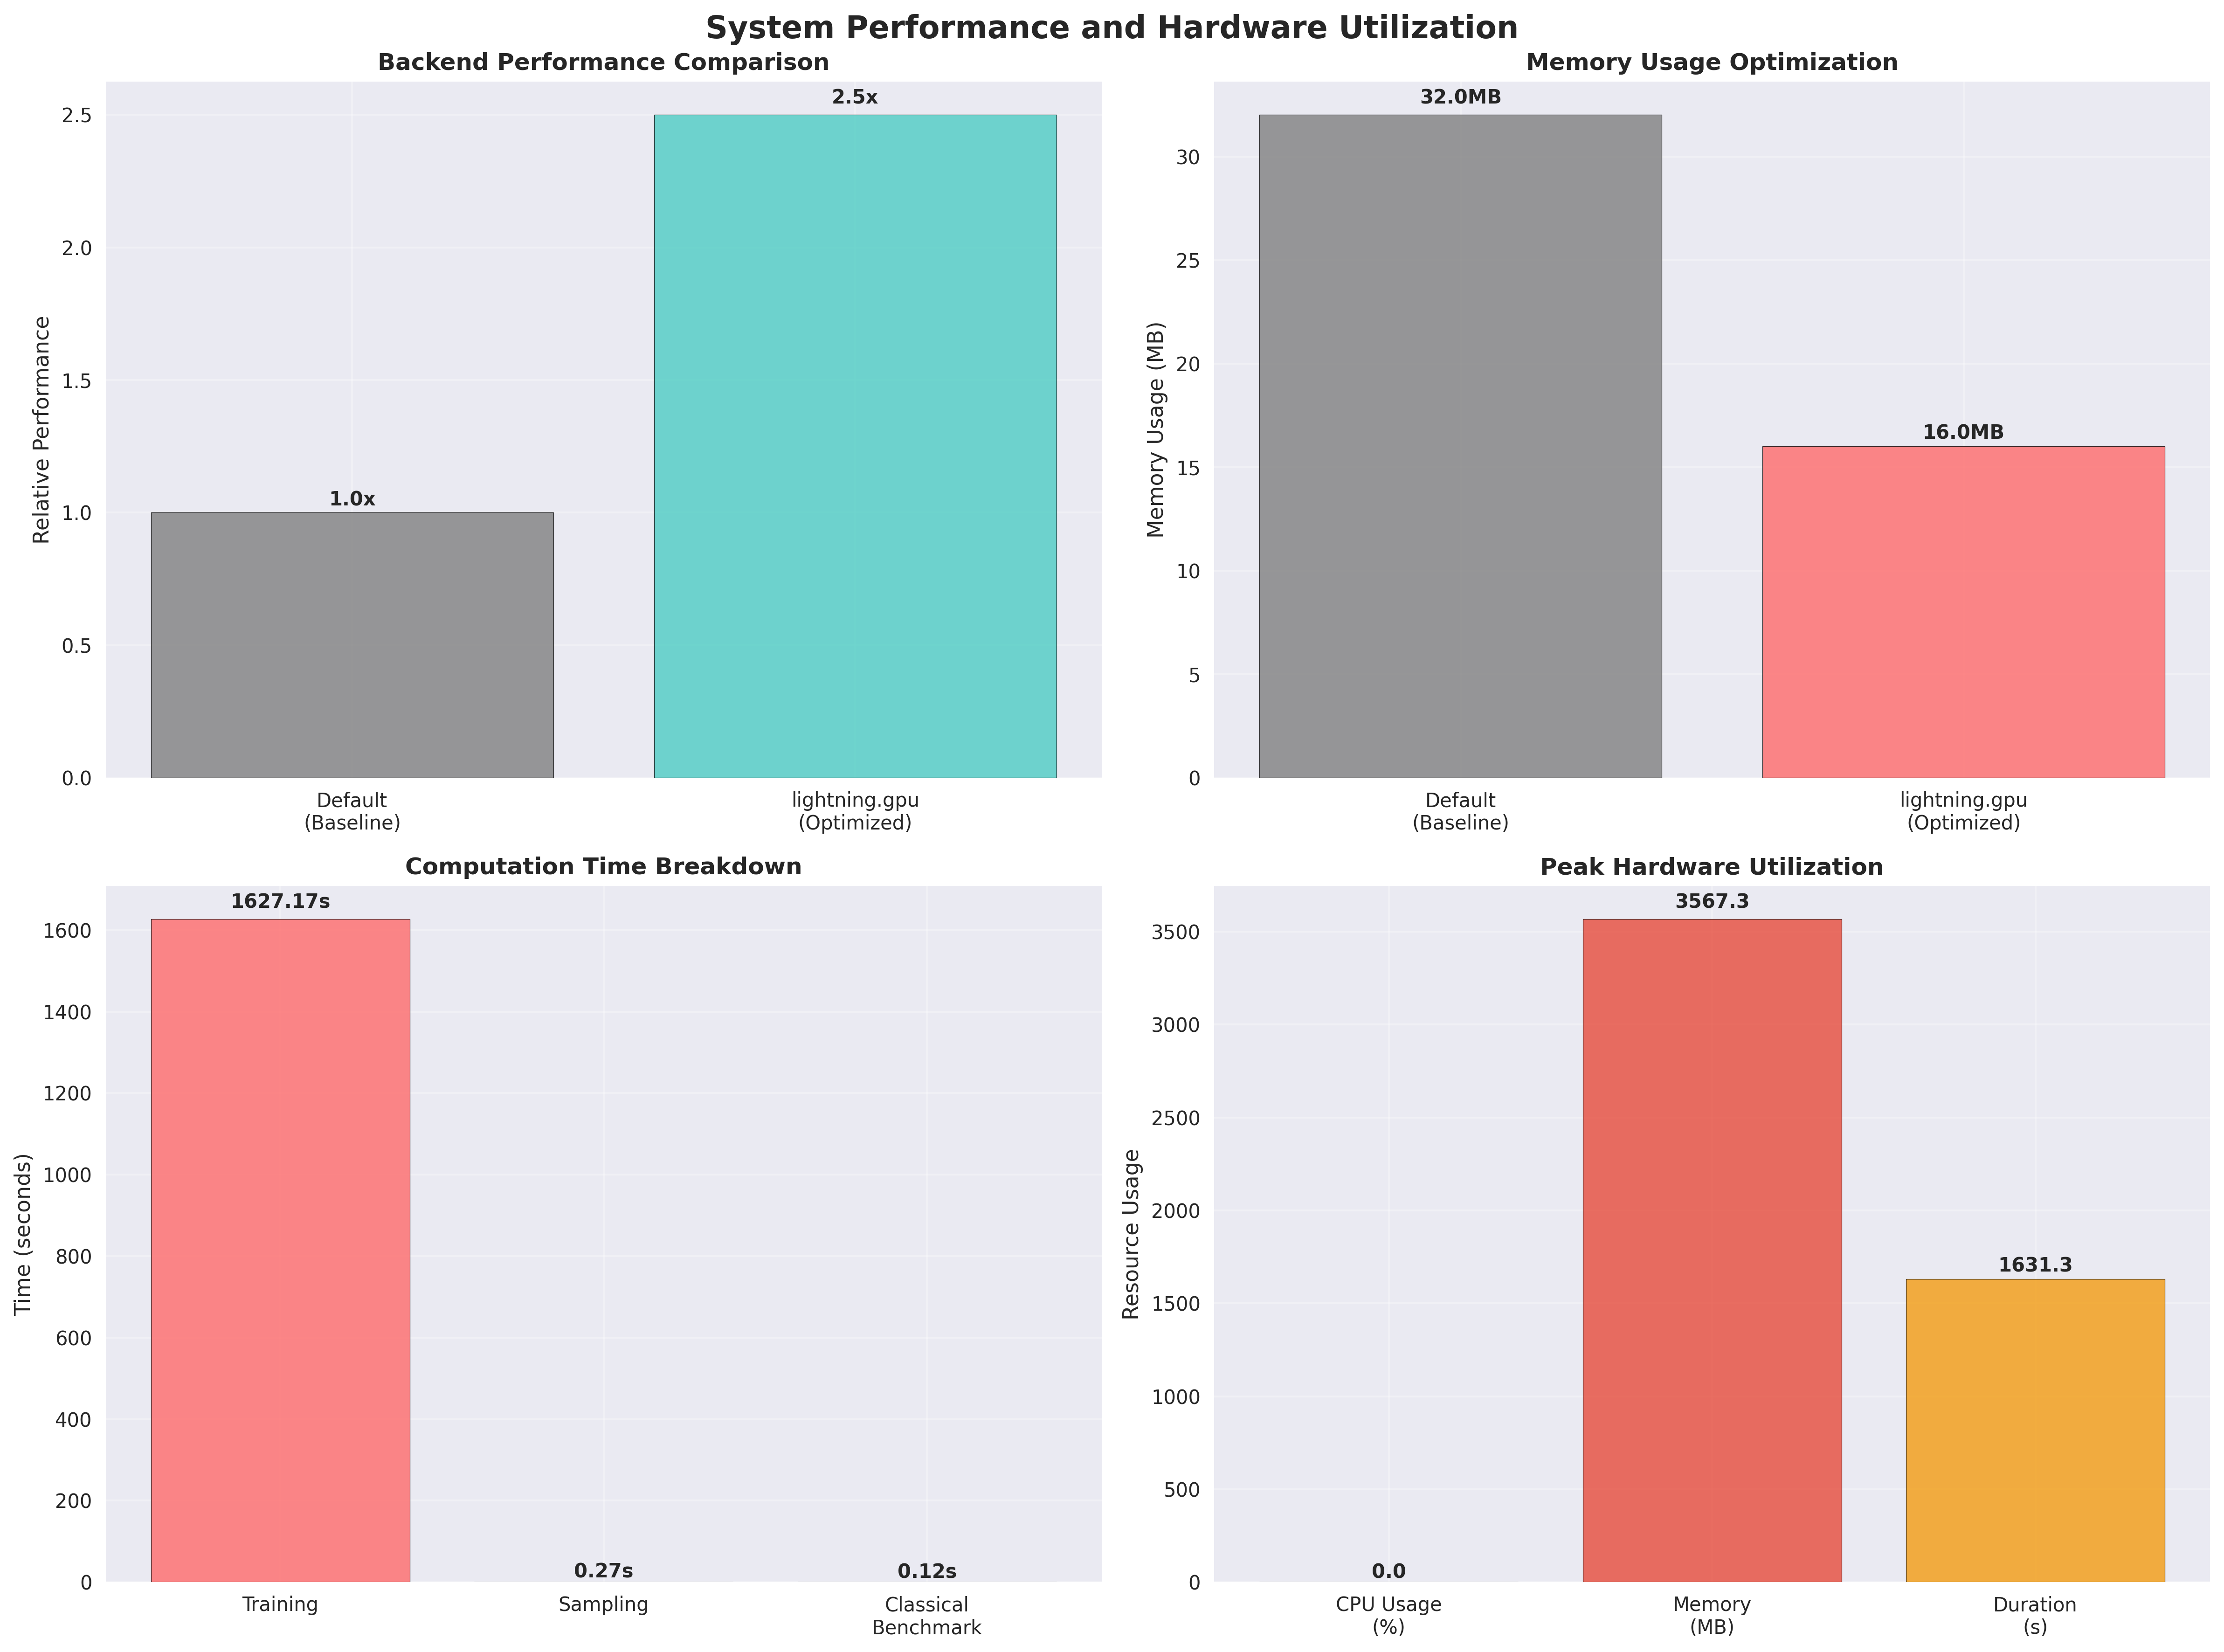 System Performance and Hardware Utilization
Backend Performance Comparison
2.5x
1.0x
2.5
2.0
1.5
1.0
0.5
0.0
Relative Performance
Default
(Baseline)
lightning.gpu
(Optimized)
Memory Usage Optimization
32.0MB
16.0MB
30
25
20
15
10
5
0
Memory Usage (MB)
Default
(Baseline)
lightning.gpu
(Optimized)
Computation Time Breakdown
1627.17s
0.27s
0.12s
1600
1400
1200
1000
800
600
400
200
0
Time (seconds)
Training
Sampling
Classical
Benchmark
Peak Hardware Utilization
3567.3
1631.3
0.0
3500
3000
2500
2000
1500
1000
500
0
Resource Usage
CPU Usage
(%)
Memory
(MB)
Duration
(s)